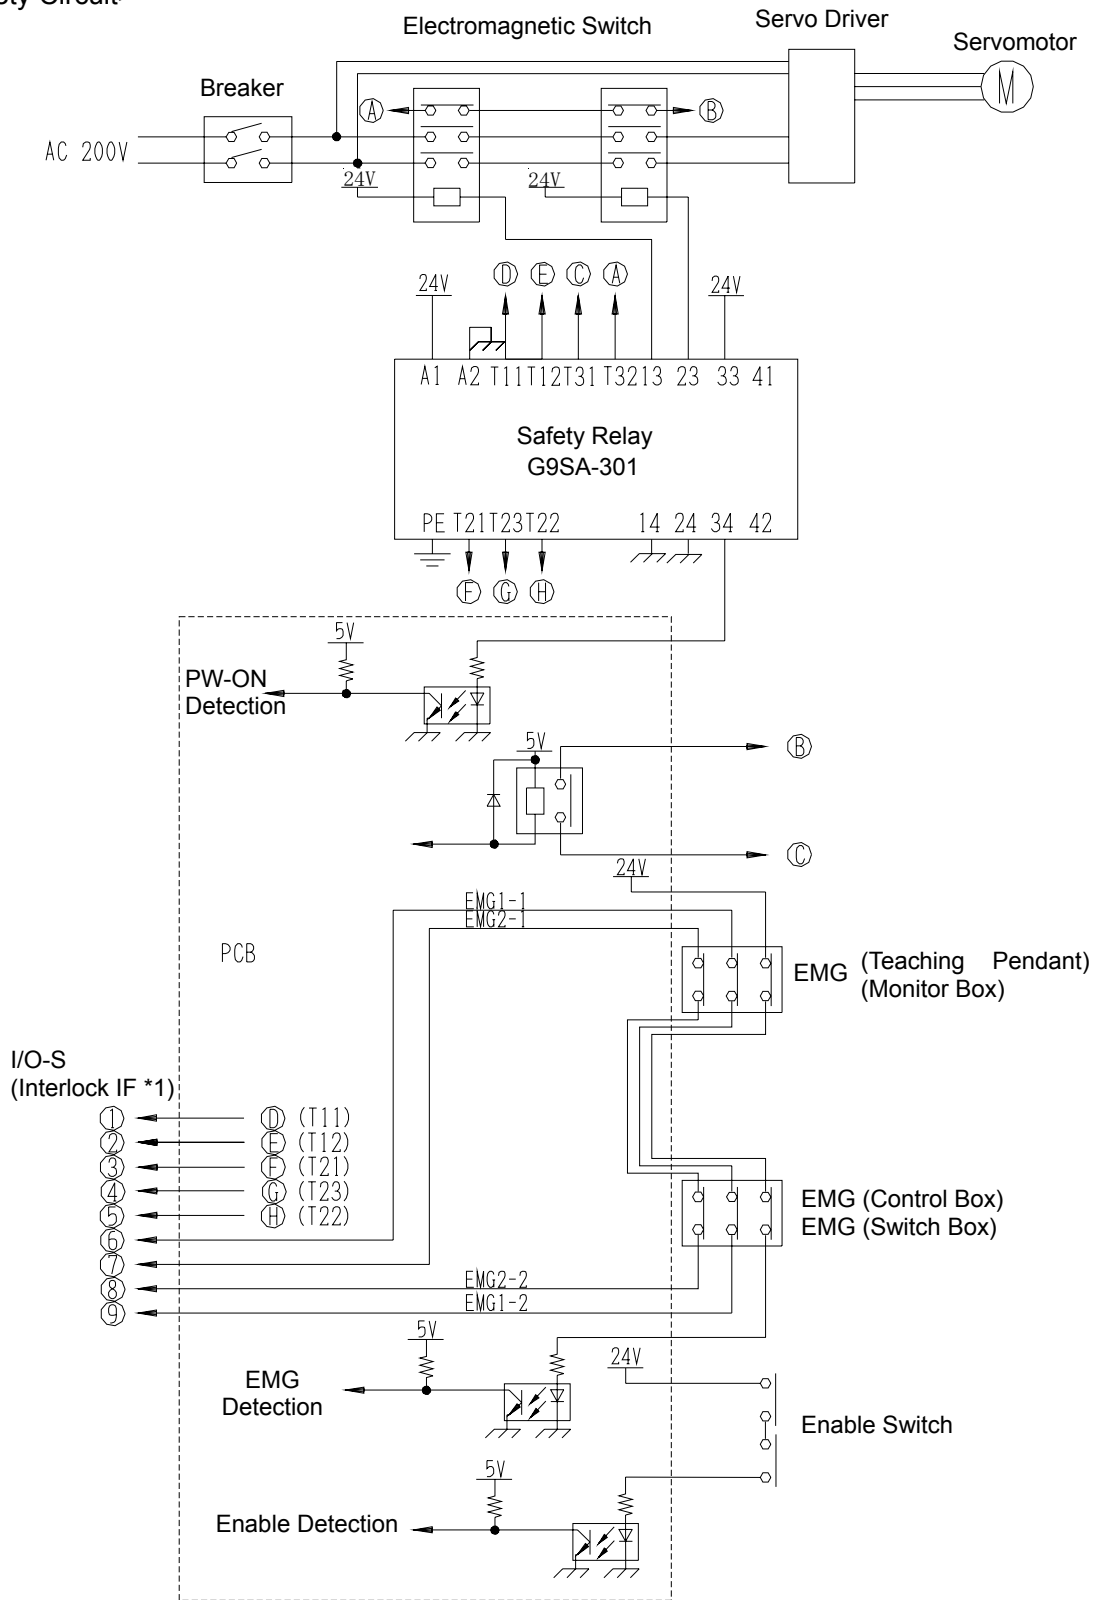 ety Circuit
Electromagnetic Switch
Servo Driver
Servomotor
Breaker
M
A
B
AC 200V
24V
24V
D E C A
24V
24V
A1 A2 T11 T12 T31 T32 13 23 33 41
Safety Relay
G9SA-301
PE T21 T23 T22 14 24 34 42
F G H
5V
PW-ON
Detection
5V
B
C
24V
EMG1-1
EMG2-1
PCB
EMG (Teaching Pendant)
(Monitor Box)
I/O-S
(Interlock IF *1)
1 D (T11)
2 E (T12)
3 F (T21)
4 G (T23)
5 H (T22)
6
7
8
9
EMG (Control Box)
EMG (Switch Box)
EMG2-2
EMG1-2
5V
24V
EMG
Detection
Enable Switch
5V
Enable Detection